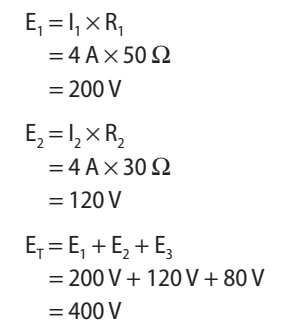 E₁ = I₁ × R₁
= 4 A × 50 Ω
= 200 V
E₂ = I₂ × R₂
= 4 A × 30 Ω
= 120 V
E_T = E₁ + E₂ + E₃
= 200 V + 120 V + 80 V
= 400 V